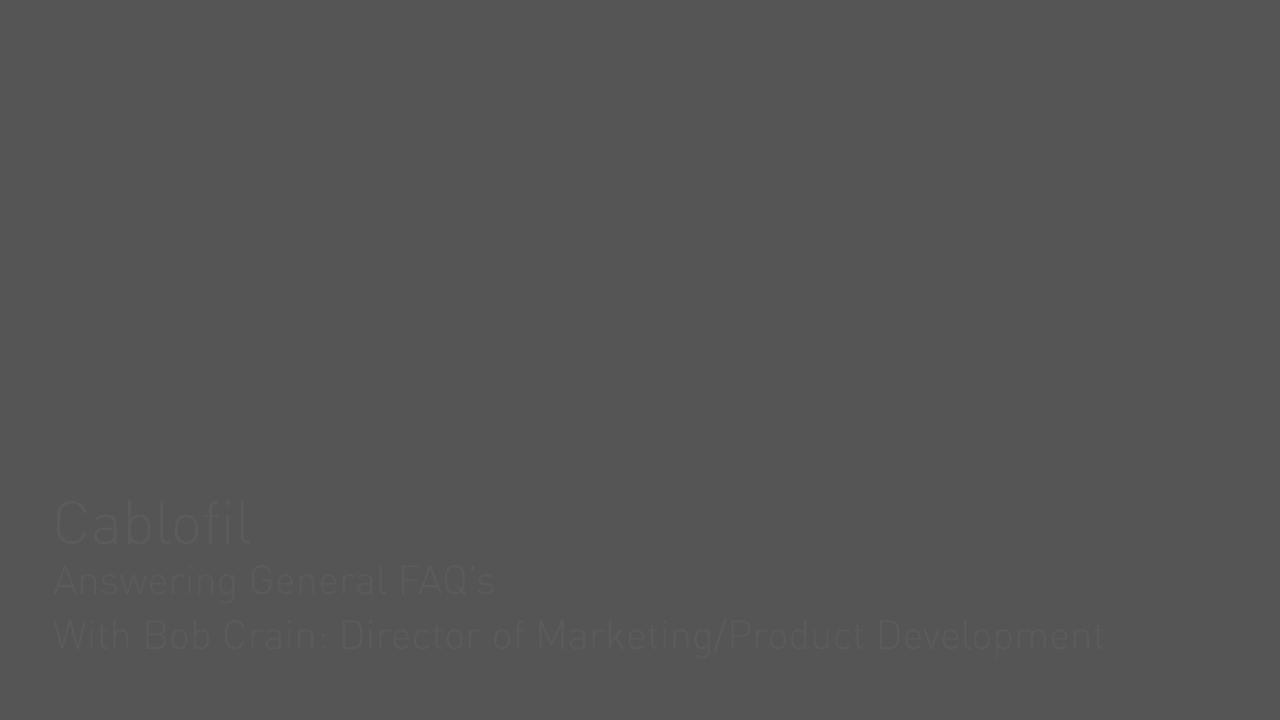 Cablofil
Answering General FAQ's
With Bob Crain: Director of Marketing/Product Development